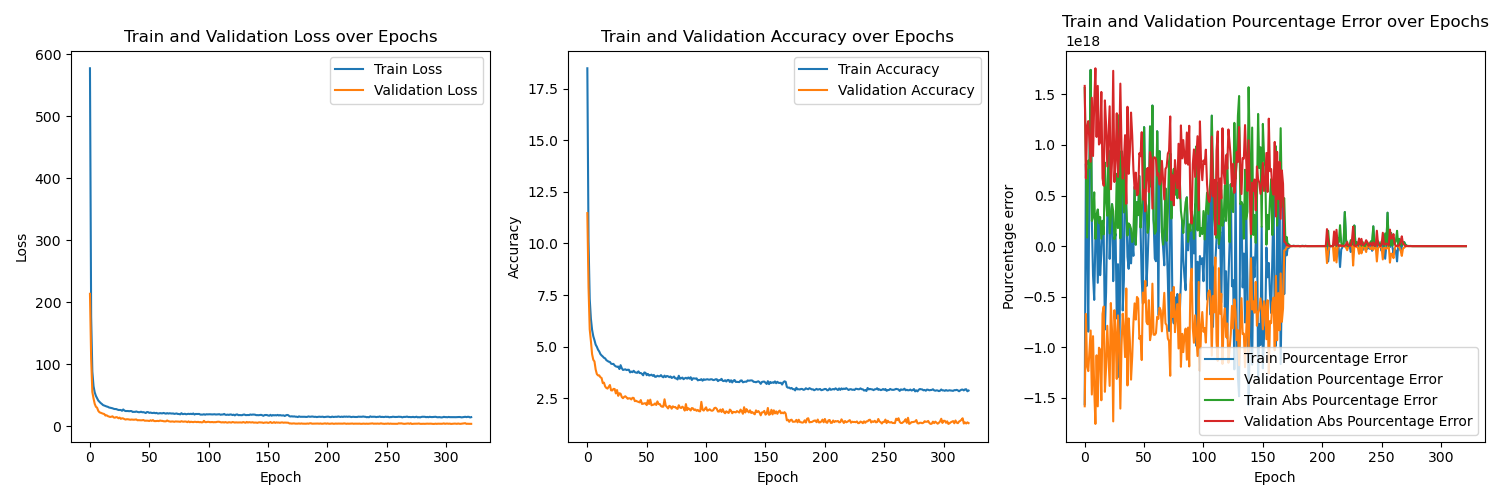 Train and Validation Loss over Epochs
600
500
400
300
200
100
0
Loss
0 50 100 150 200 250 300
Epoch
Train Loss
Validation Loss
Train and Validation Accuracy over Epochs
17.5
15.0
12.5
10.0
7.5
5.0
2.5
Accuracy
0 50 100 150 200 250 300
Epoch
Train Accuracy
Validation Accuracy
Train and Validation Pourcentage Error over Epochs
1e18
1.5
1.0
0.5
0.0
−0.5
−1.0
−1.5
Pourcentage error
0 50 100 150 200 250 300
Epoch
Train Pourcentage Error
Validation Pourcentage Error
Train Abs Pourcentage Error
Validation Abs Pourcentage Error